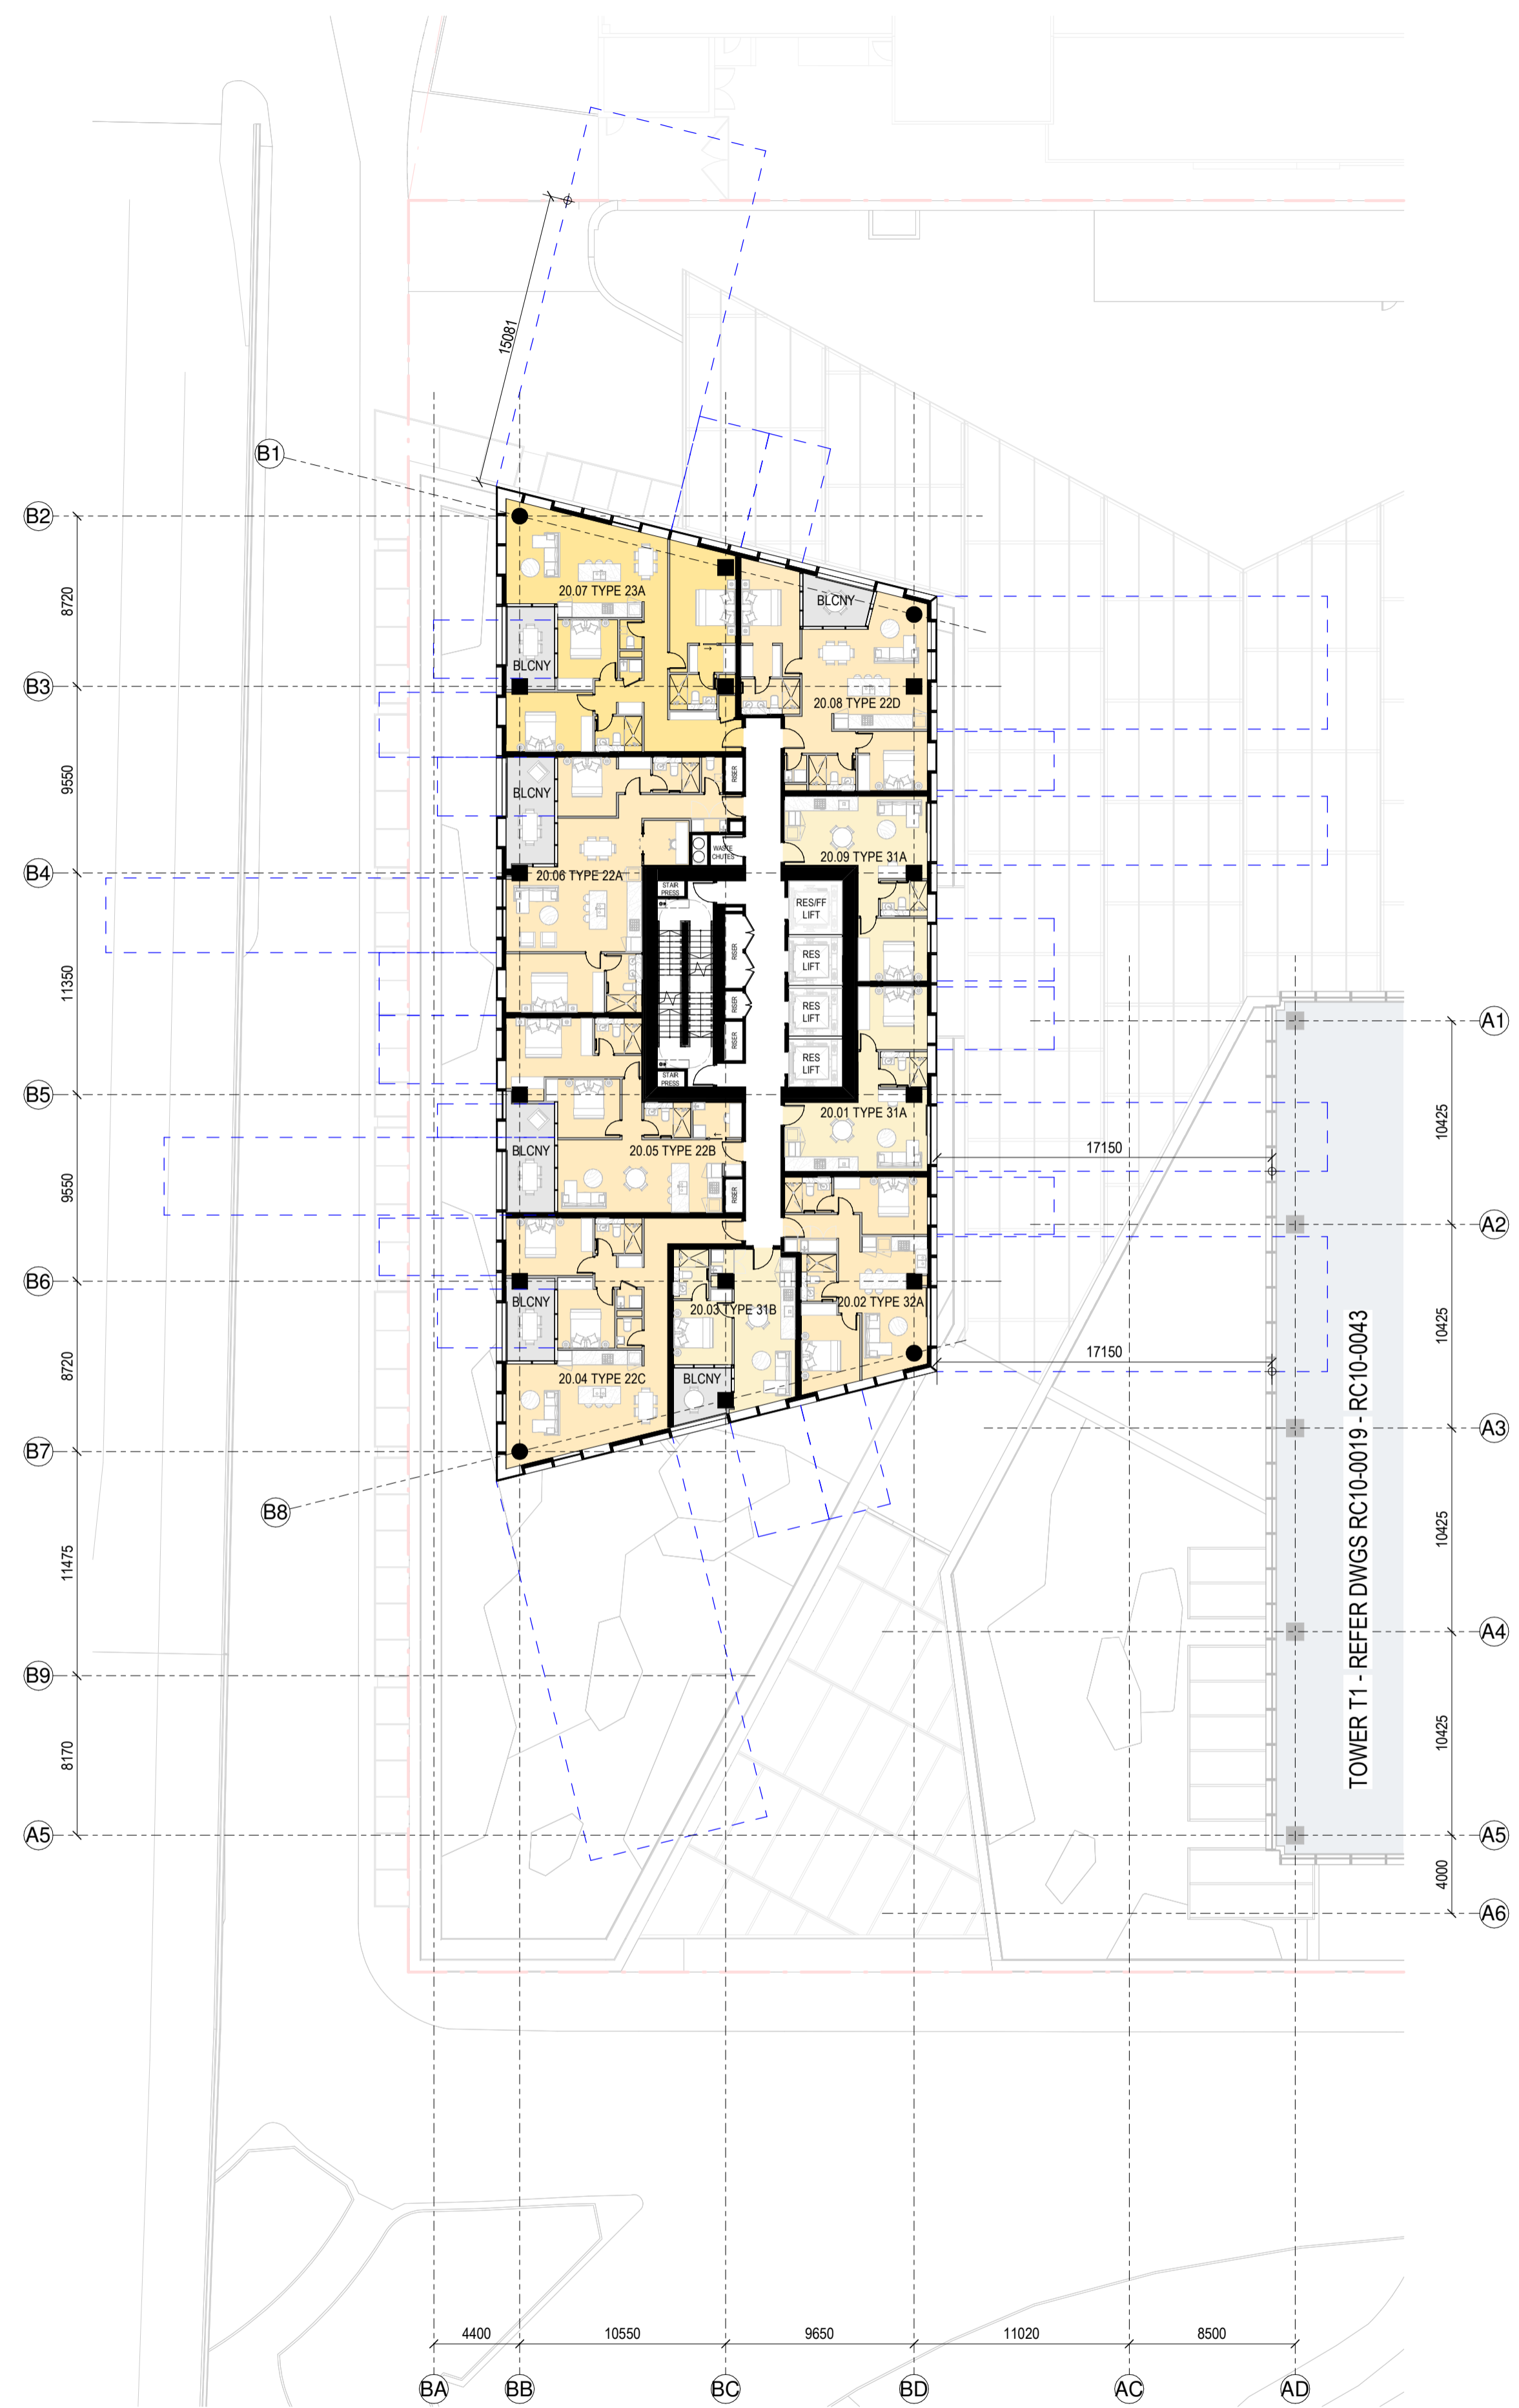 15081
B1
B2
8720
20.07 TYPE 23A
BLCNY
BLCNY
B3
20.08 TYPE 22D
9550
RISER
BLCNY
WASTE
CHUTES
20.09 TYPE 31A
B4
20.06 TYPE 22A
STAIR
PRESS
RES/FF
LIFT
RISER
RES
LIFT
11350
RISER
RES
LIFT
A1
RISER
RES
LIFT
STAIR
PRESS
B5
20.01 TYPE 31A
10425
BLCNY
20.05 TYPE 22B
17150
9550
RISER
A2
B6
BLCNY
20.03 TYPE 31B
20.02 TYPE 32A
10425
17150
8720
20.04 TYPE 22C
BLCNY
A3
B7
B8
10425
11475
TOWER T1 - REFER DWGS RC10-0019 - RC10-0043
A4
B9
10425
8170
A5
A5
4000
A6
4400
10550
9650
11020
8500
BA
BB
BC
BD
AC
AD